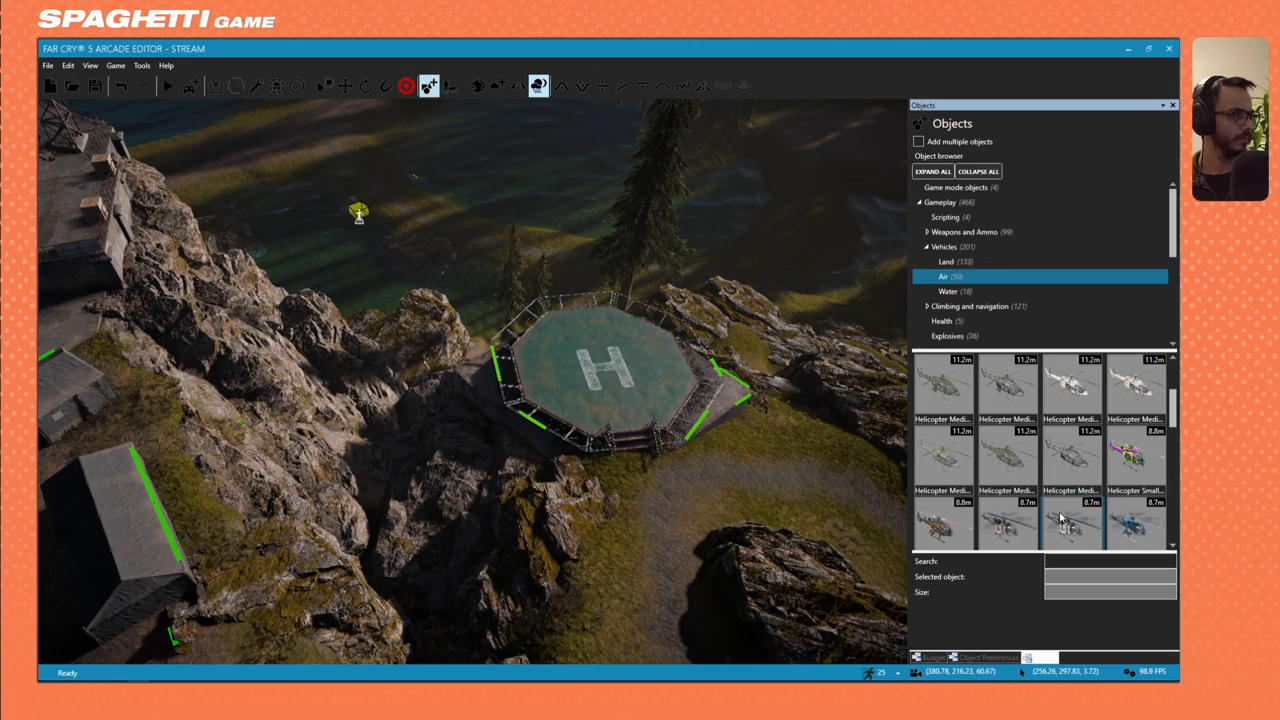 SPAGHETTI GAME
FAR CRY® 5 ARCADE EDITOR - STREAM
File Edit View Game Tools Help
Objects
Objects
Add multiple objects
Object browser
EXPAND ALL COLLAPSE ALL
Game mode objects (4)
Gameplay (466)
Scripting (4)
Weapons and Ammo (99)
Vehicles (201)
Land (133)
Air (50)
Water (18)
Climbing and navigation (121)
Health (5)
Explosives (36)
11.2m 11.2m 11.2m 11.2m
Helicopter Medi... Helicopter Medi... Helicopter Medi... Helicopter Medi...
11.2m 11.2m 11.2m 8.8m
Helicopter Medi... Helicopter Medi... Helicopter Medi... Helicopter Small...
8.8m 8.7m 8.7m 8.7m
H
Search:
Selected object:
Size:
Budget Object Preferences
Ready
25
(380.78, 216.23, 60.67)
(256.26, 297.83, 3.72)
98.9 FPS